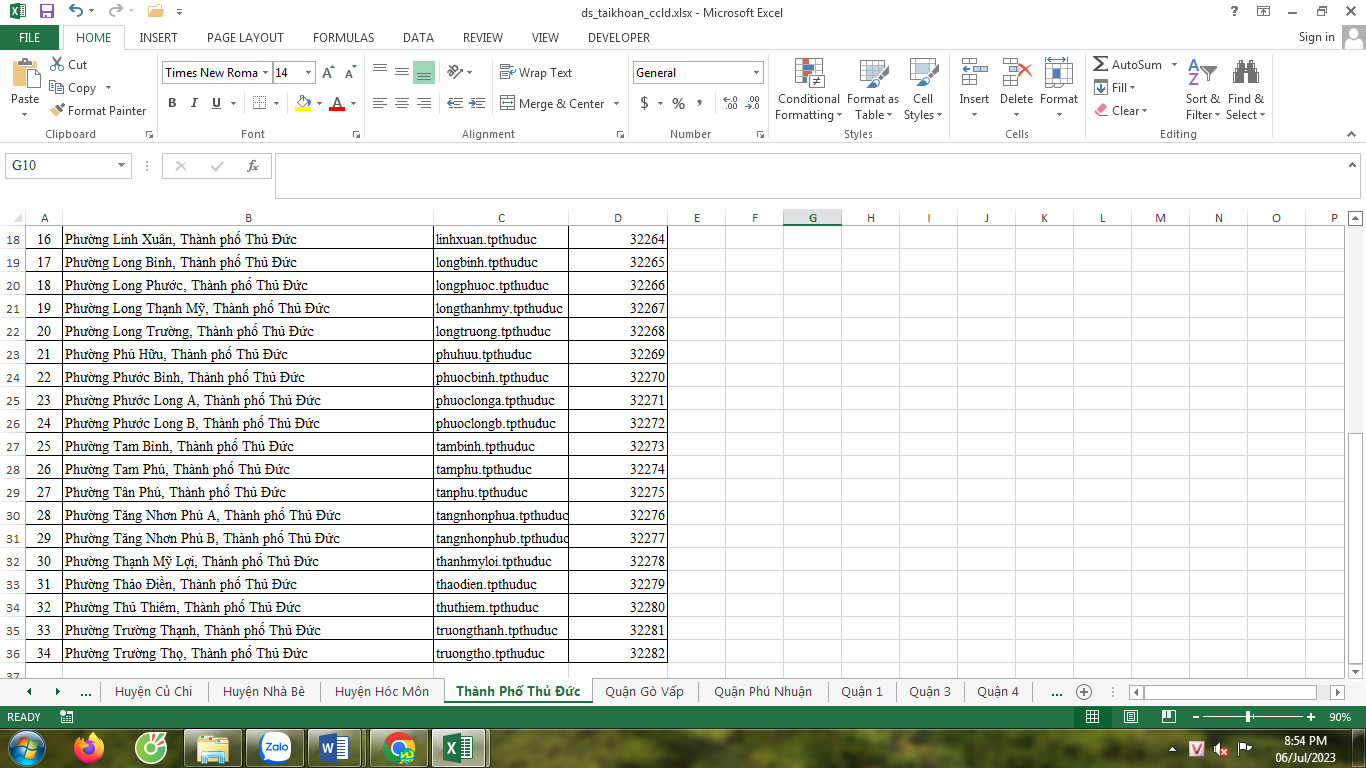 ds_taikhoan_ccld.xlsx - Microsoft Excel
FILE HOME INSERT PAGE LAYOUT FORMULAS DATA REVIEW VIEW DEVELOPER Sign in
Paste Cut Copy Format Painter
Clipboard
Times New Roma 14
B I U
Font
Wrap Text
Merge & Center
Alignment
General
$ % ,
Number
Conditional Formatting Format as Table Cell Styles
Styles
Insert Delete Format
Cells
AutoSum Fill Clear Sort & Filter Find & Select
Editing
G10 fx
A B C D E F G H I J K L M N O P
18 16 Phường Linh Xuân, Thành phố Thủ Đức linhxuan.tpthuduc 32264
19 17 Phường Long Bình, Thành phố Thủ Đức longbinh.tpthuduc 32265
20 18 Phường Long Phước, Thành phố Thủ Đức longphuoc.tpthuduc 32266
21 19 Phường Long Thạnh Mỹ, Thành phố Thủ Đức longthanhmy.tpthuduc 32267
22 20 Phường Long Trường, Thành phố Thủ Đức longtruong.tpthuduc 32268
23 21 Phường Phú Hữu, Thành phố Thủ Đức phuhuu.tpthuduc 32269
24 22 Phường Phước Bình, Thành phố Thủ Đức phuocbinh.tpthuduc 32270
25 23 Phường Phước Long A, Thành phố Thủ Đức phuoclonga.tpthuduc 32271
26 24 Phường Phước Long B, Thành phố Thủ Đức phuoclongb.tpthuduc 32272
27 25 Phường Tam Bình, Thành phố Thủ Đức tambinh.tpthuduc 32273
28 26 Phường Tam Phú, Thành phố Thủ Đức tamphu.tpthuduc 32274
29 27 Phường Tân Phú, Thành phố Thủ Đức tanphu.tpthuduc 32275
30 28 Phường Tăng Nhơn Phú A, Thành phố Thủ Đức tangnhonphua.tpthuduc 32276
31 29 Phường Tăng Nhơn Phú B, Thành phố Thủ Đức tangnhonphub.tpthuduc 32277
32 30 Phường Thạnh Mỹ Lợi, Thành phố Thủ Đức thanhmyloi.tpthuduc 32278
33 31 Phường Thảo Điền, Thành phố Thủ Đức thaodien.tpthuduc 32279
34 32 Phường Thủ Thiêm, Thành phố Thủ Đức thuthiem.tpthuduc 32280
35 33 Phường Trường Thạnh, Thành phố Thủ Đức truongthanh.tpthuduc 32281
36 34 Phường Trường Thọ, Thành phố Thủ Đức truongtho.tpthuduc 32282
37
... Huyện Củ Chi Huyện Nhà Bè Huyện Hóc Môn Thành Phố Thủ Đức Quận Gò Vấp Quận Phú Nhuận Quận 1 Quận 3 Quận 4 ...
READY 90%
Zalo
8:54 PM
06/Jul/2023